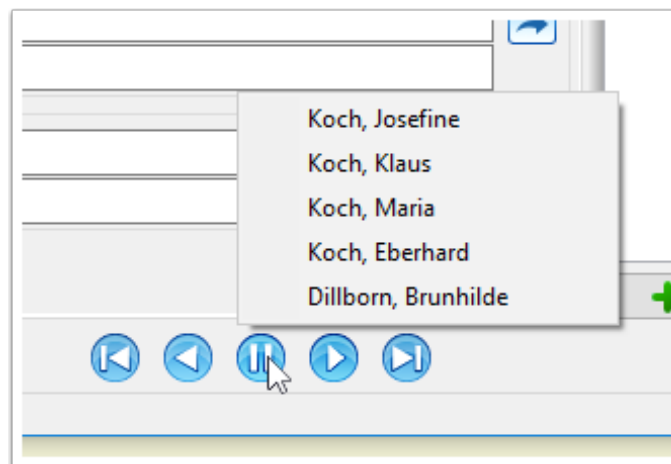 Koch, Josefine
Koch, Klaus
Koch, Maria
Koch, Eberhard
Dillborn, Brunhilde